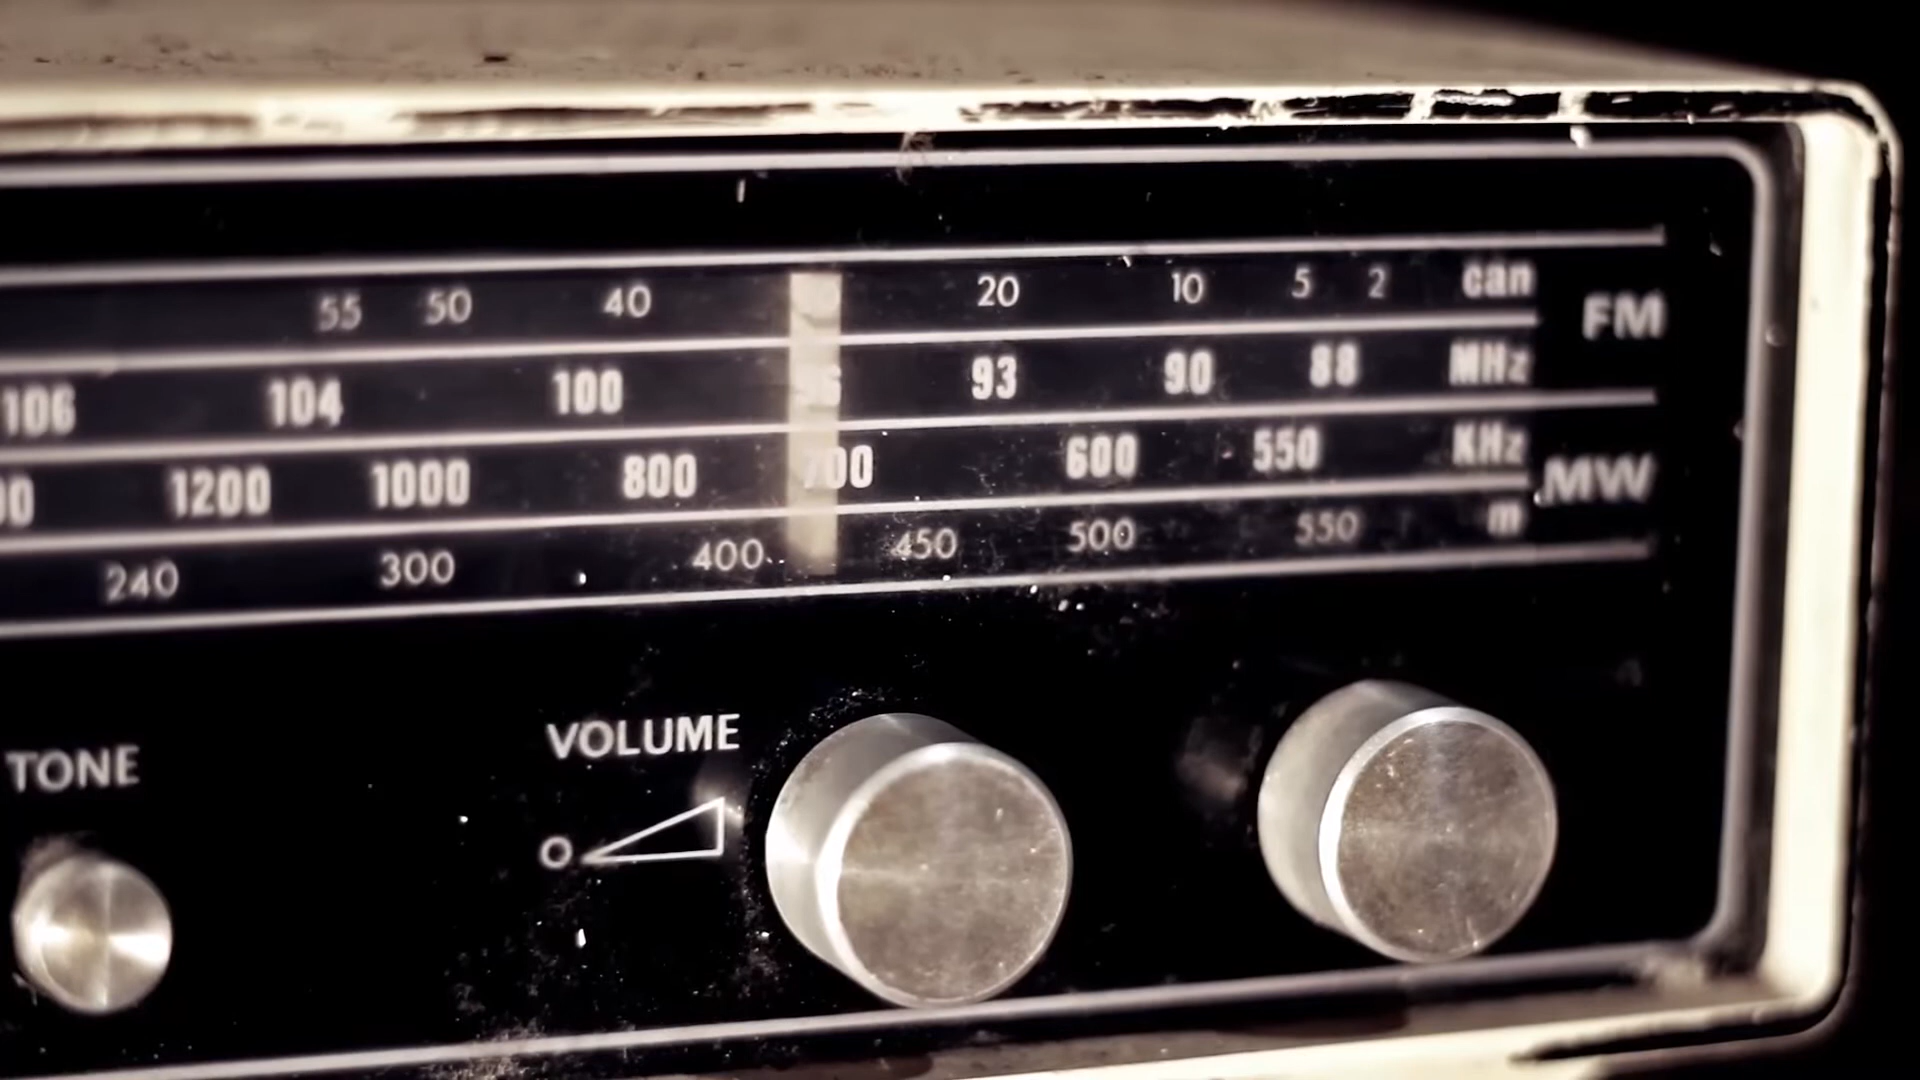 55 50 40 20 10 5 2 can
FM
106 104 100 96 93 90 88 MHz
1200 1000 800 700 600 550 KHz
MW
240 300 400 450 500 550 m
VOLUME
TONE
O